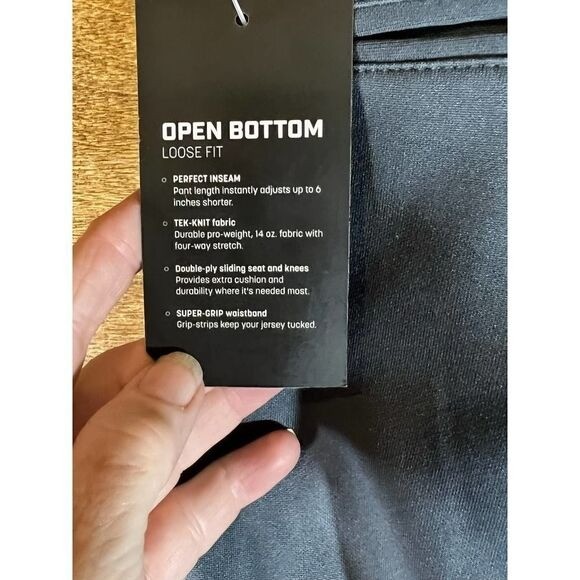 OPEN BOTTOM
LOOSE FIT
PERFECT INSEAM
Pant length instantly adjusts up to 6
inches shorter.
TEK-KNIT fabric
Durable pro-weight, 14 oz. fabric with
four-way stretch.
Double-ply sliding seat and knees
Provides extra cushion and
durability where it's needed most.
SUPER-GRIP waistband
Grip-strips keep your jersey tucked.